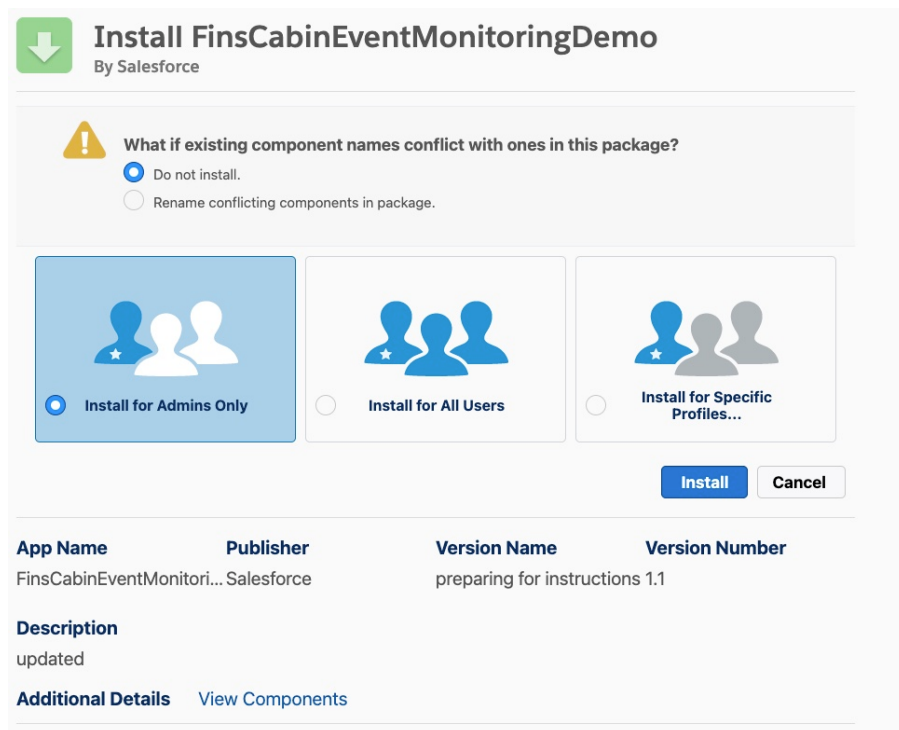 Install FinsCabinEventMonitoringDemo
By Salesforce
What if existing component names conflict with ones in this package?
Do not install.
Rename conflicting components in package.
Install for Admins Only
Install for All Users
Install for Specific
Profiles...
Install
Cancel
App Name Publisher Version Name Version Number
FinsCabinEventMonitori... Salesforce preparing for instructions 1.1
Description
updated
Additional Details View Components